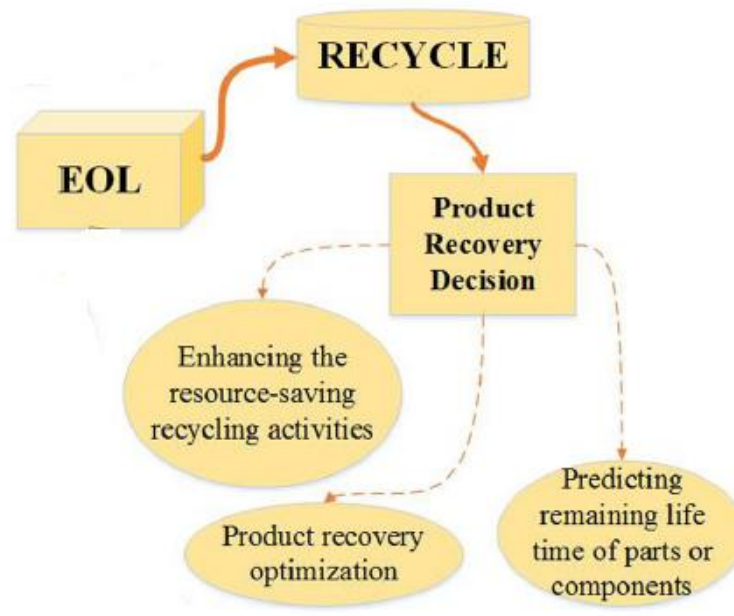 RECYCLE
EOL
Product
Recovery
Decision
Enhancing the
resource-saving
recycling activities
Product recovery
optimization
Predicting
remaining life
time of parts or
components